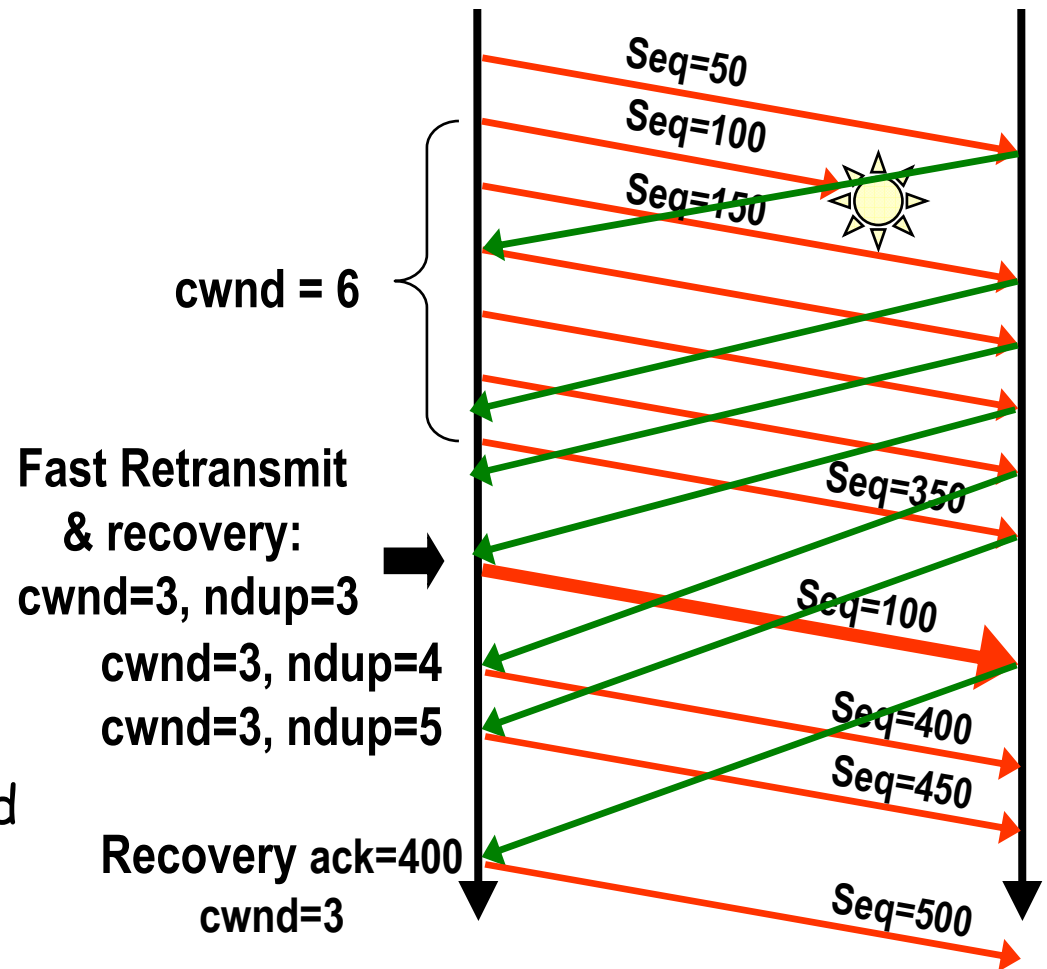 Seq=50
Seq=100
Seq=150
cwnd = 6
Fast Retransmit
& recovery:
cwnd=3, ndup=3
Seq=350
Seq=100
cwnd=3, ndup=4
cwnd=3, ndup=5
Seq=400
Seq=450
d
Recovery ack=400
cwnd=3
Seq=500